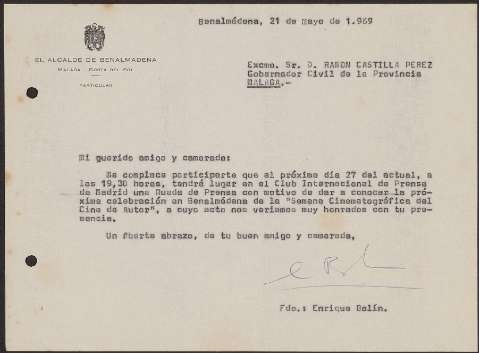 Benalmádena, 21 de Mayo de 1.969
EL ALCALDE DE BENALMADENA
MALAGA - COSTA DEL SOL
PARTICULAR
Excmo. Sr. D. RAMON CASTILLA PEREZ
Gobernador Civil de la Provincia
MALAGA.-
Mi querido amigo y camarada:
Me complace participarte que el próximo día 27 del actual, a
las 19,30 horas, tendrá lugar en el Club Internacional de Prensa
de Madrid una Rueda de Prensa con motivo de dar a conocer la pró-
xima celebración en Benalmádena de la "Semana Cinematográfica del
Cine de Autor", a cuyo acto nos veríamos muy honrados con tu pre-
sencia.
Un fuerte abrazo, de tu buen amigo y camarada,
Fdo.: Enrique Bolín.